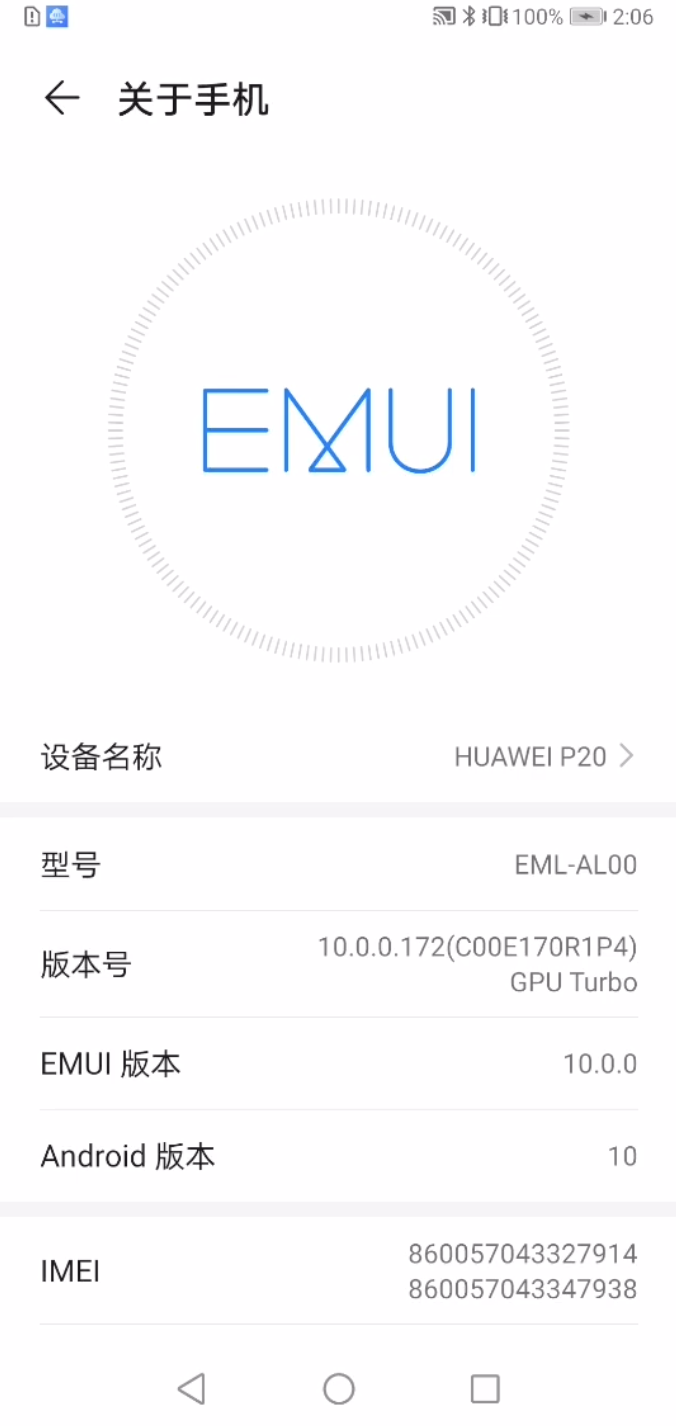 100% 2:06
关于手机
EMUI
设备名称 HUAWEI P20
型号 EML-AL00
版本号 10.0.0.172(C00E170R1P4)
GPU Turbo
EMUI 版本 10.0.0
Android 版本 10
IMEI 860057043327914
860057043347938